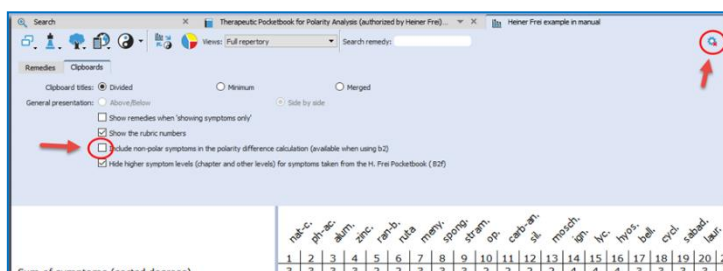 Search
Therapeutic Pocketbook for Polarity Analysis (authorized by Heiner Frei)...
Heiner Frei example in manual
Views: Full repertory Search remedy:
Remedies Clipboards
Clipboard titles: Divided Minimum Merged
General presentation: Above/Below Side by side
Show remedies when 'showing symptoms only'
Show the rubric numbers
Include non-polar symptoms in the polarity difference calculation (available when using b2)
Hide higher symptom levels (chapter and other levels) for symptoms taken from the H. Frei Pocketbook (B2f)
nat-c. ph-ac. alum. zinc. ran-b. ruta meny. spong. stram. op. carb-an. sil. mosch. ign. lyc. hyos. bell. cycl. sabad. laur.
1 2 3 4 5 6 7 8 9 10 11 12 13 14 15 16 17 18 19 20